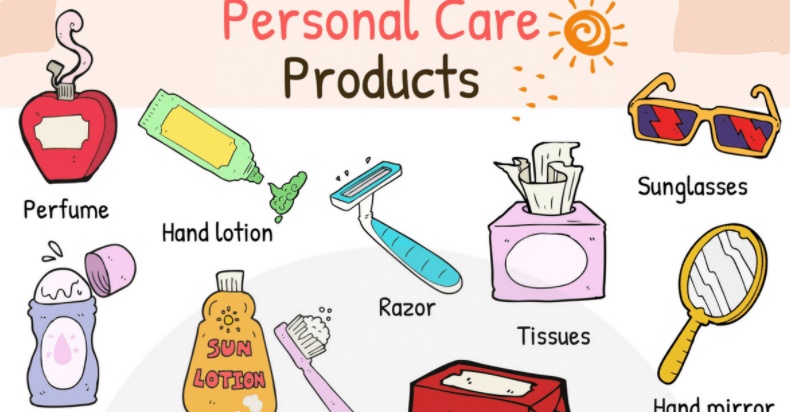 Personal Care
Products
Perfume
Hand lotion
Sunglasses
Razor
Tissues
SUN
LOTION
Hand mirror